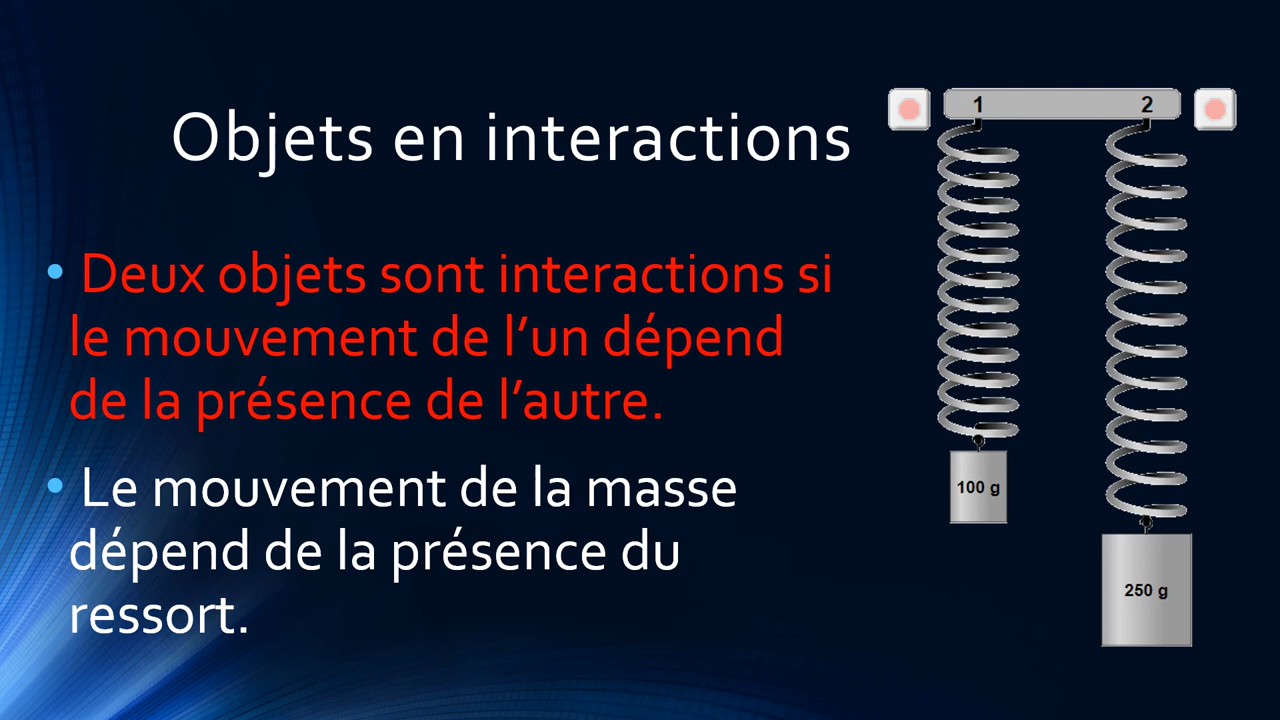 Objets en interactions
• Deux objets sont interactions si
le mouvement de l’un dépend
de la présence de l’autre.
• Le mouvement de la masse
dépend de la présence du
ressort.
1 2
100 g
250 g